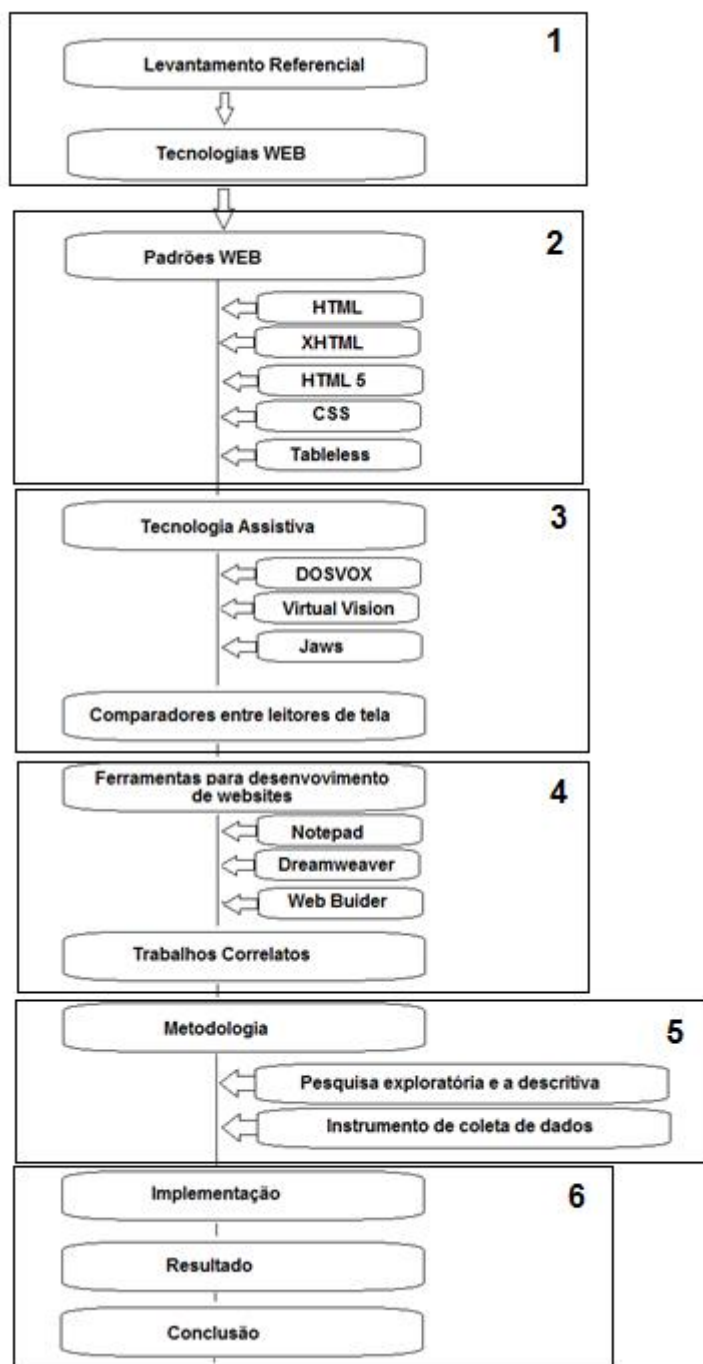 1
Levantamento Referencial
Tecnologias WEB
2
Padrões WEB
HTML
XHTML
HTML 5
CSS
Tableless
3
Tecnologia Assistiva
DOSVOX
Virtual Vision
Jaws
Comparadores entre leitores de tela
4
Ferramentas para desenvovimento
de websites
Notepad
Dreamweaver
Web Buider
Trabalhos Correlatos
5
Metodologia
Pesquisa exploratória e a descritiva
Instrumento de coleta de dados
6
Implementação
Resultado
Conclusão